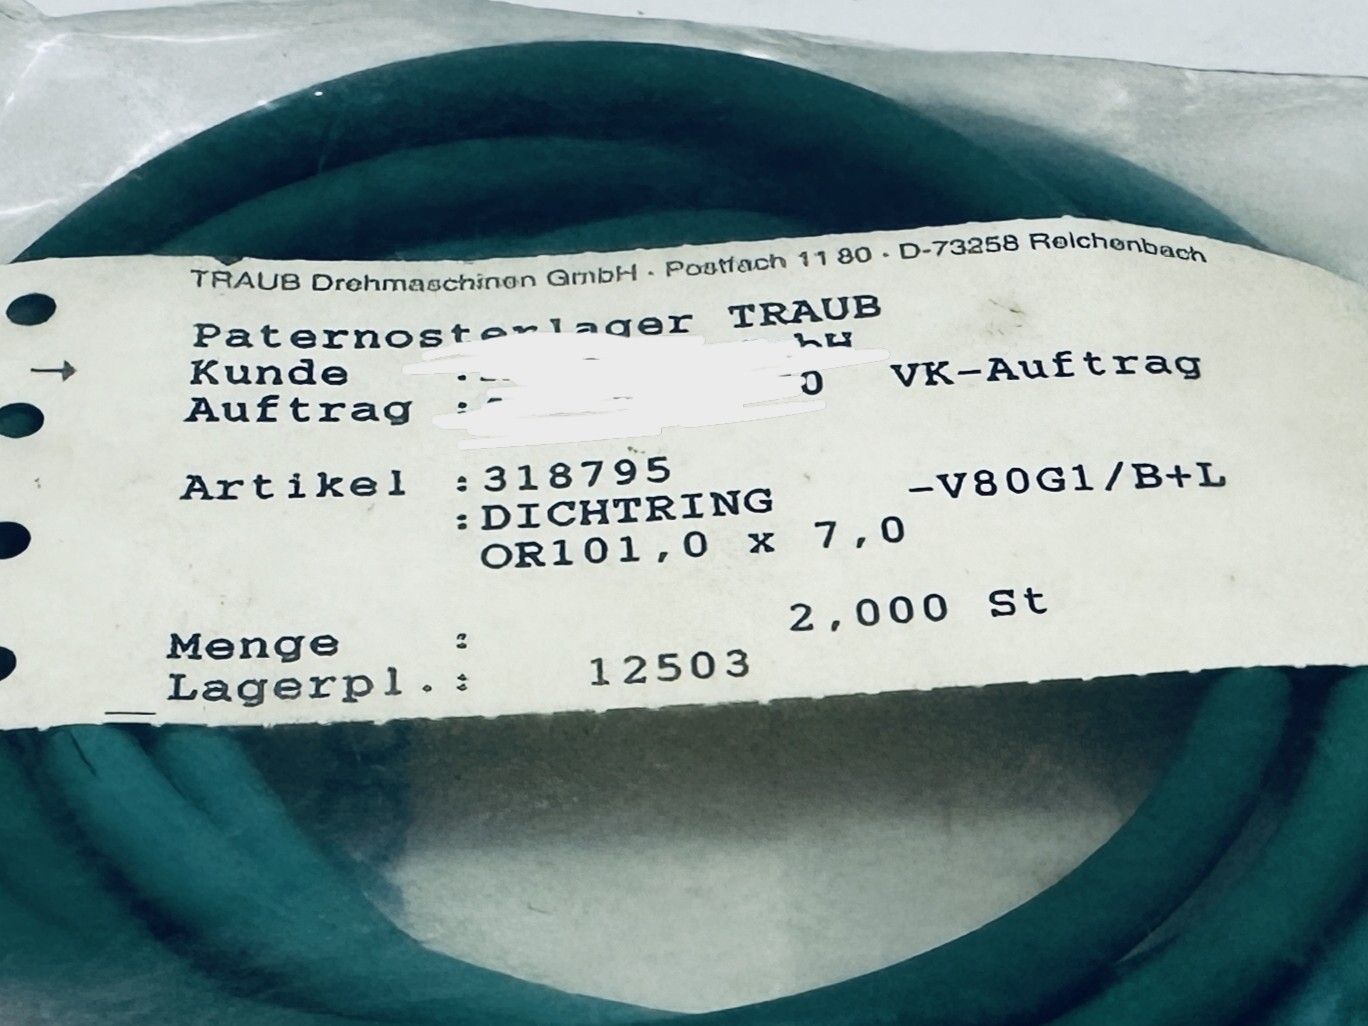 TRAUB Drehmaschinen GmbH · Postfach 11 80 · D-73258 Reichenbach
Paternosterlager TRAUB
Kunde :
Auftrag : 0 VK-Auftrag
Artikel :318795
:DICHTRING -V80G1/B+L
OR101,0 x 7,0
Menge : 2,000 St
Lagerpl.: 12503